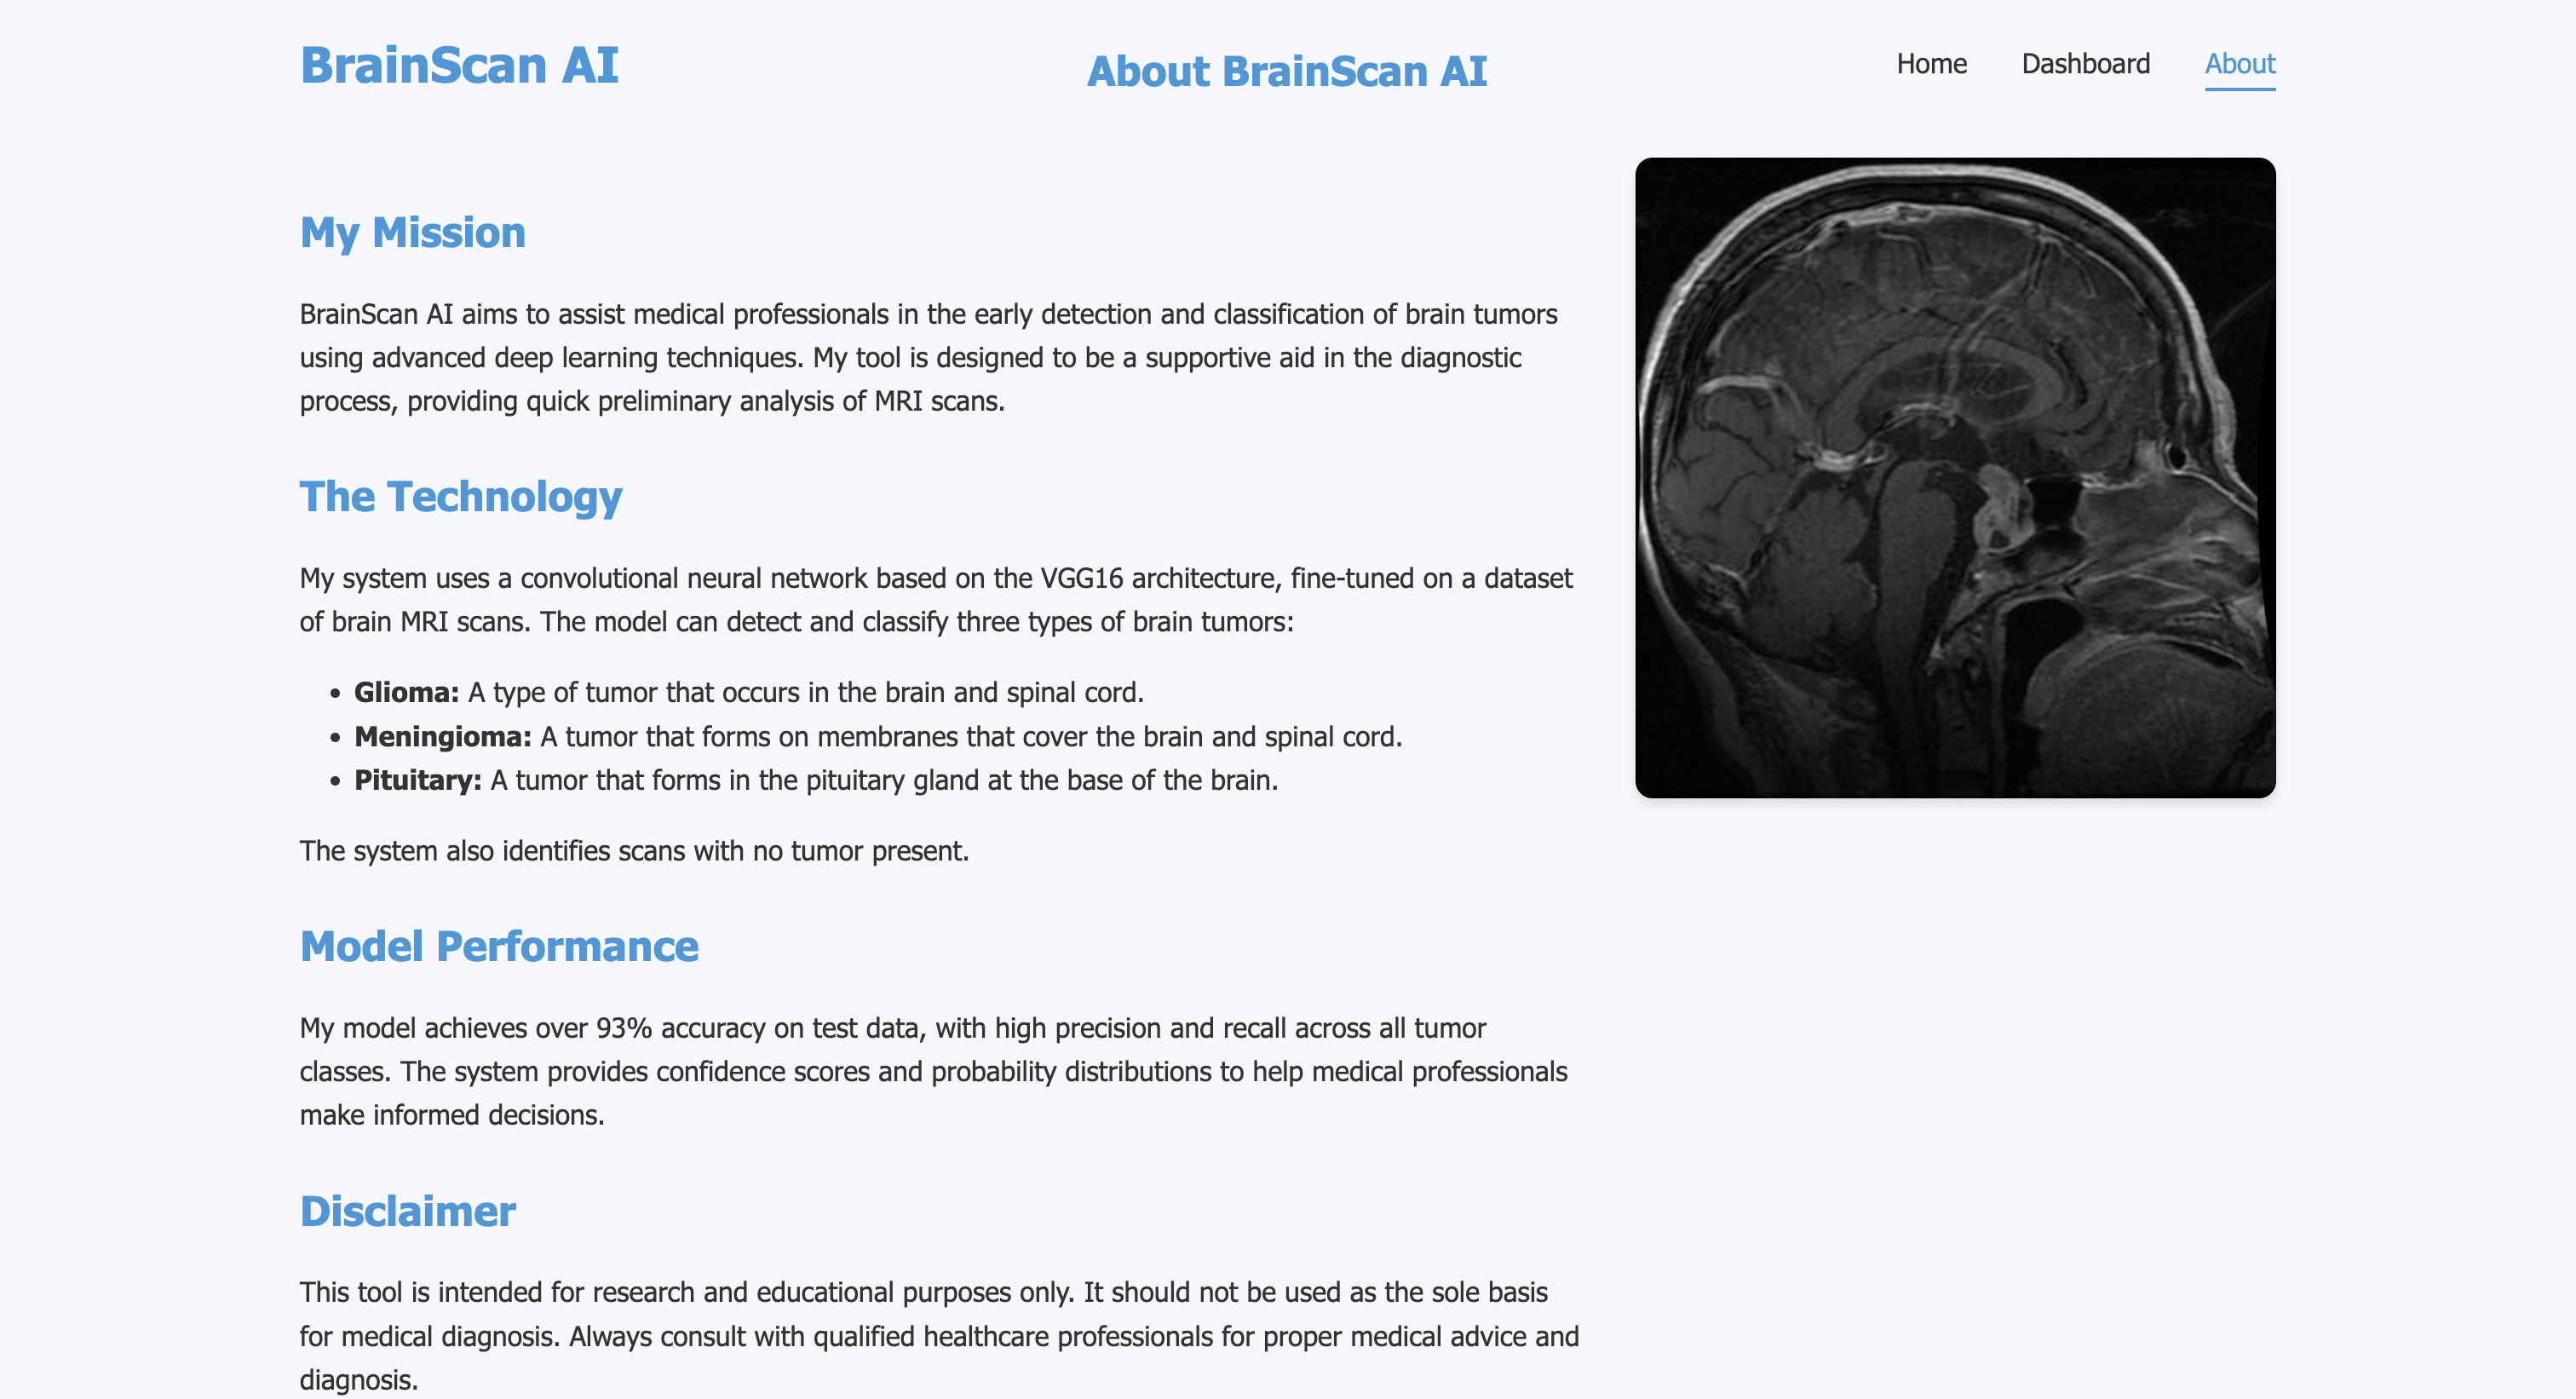 BrainScan AI
About BrainScan AI
Home Dashboard About
My Mission
BrainScan AI aims to assist medical professionals in the early detection and classification of brain tumors
using advanced deep learning techniques. My tool is designed to be a supportive aid in the diagnostic
process, providing quick preliminary analysis of MRI scans.
The Technology
My system uses a convolutional neural network based on the VGG16 architecture, fine-tuned on a dataset
of brain MRI scans. The model can detect and classify three types of brain tumors:
• Glioma: A type of tumor that occurs in the brain and spinal cord.
• Meningioma: A tumor that forms on membranes that cover the brain and spinal cord.
• Pituitary: A tumor that forms in the pituitary gland at the base of the brain.
The system also identifies scans with no tumor present.
Model Performance
My model achieves over 93% accuracy on test data, with high precision and recall across all tumor
classes. The system provides confidence scores and probability distributions to help medical professionals
make informed decisions.
Disclaimer
This tool is intended for research and educational purposes only. It should not be used as the sole basis
for medical diagnosis. Always consult with qualified healthcare professionals for proper medical advice and
diagnosis.